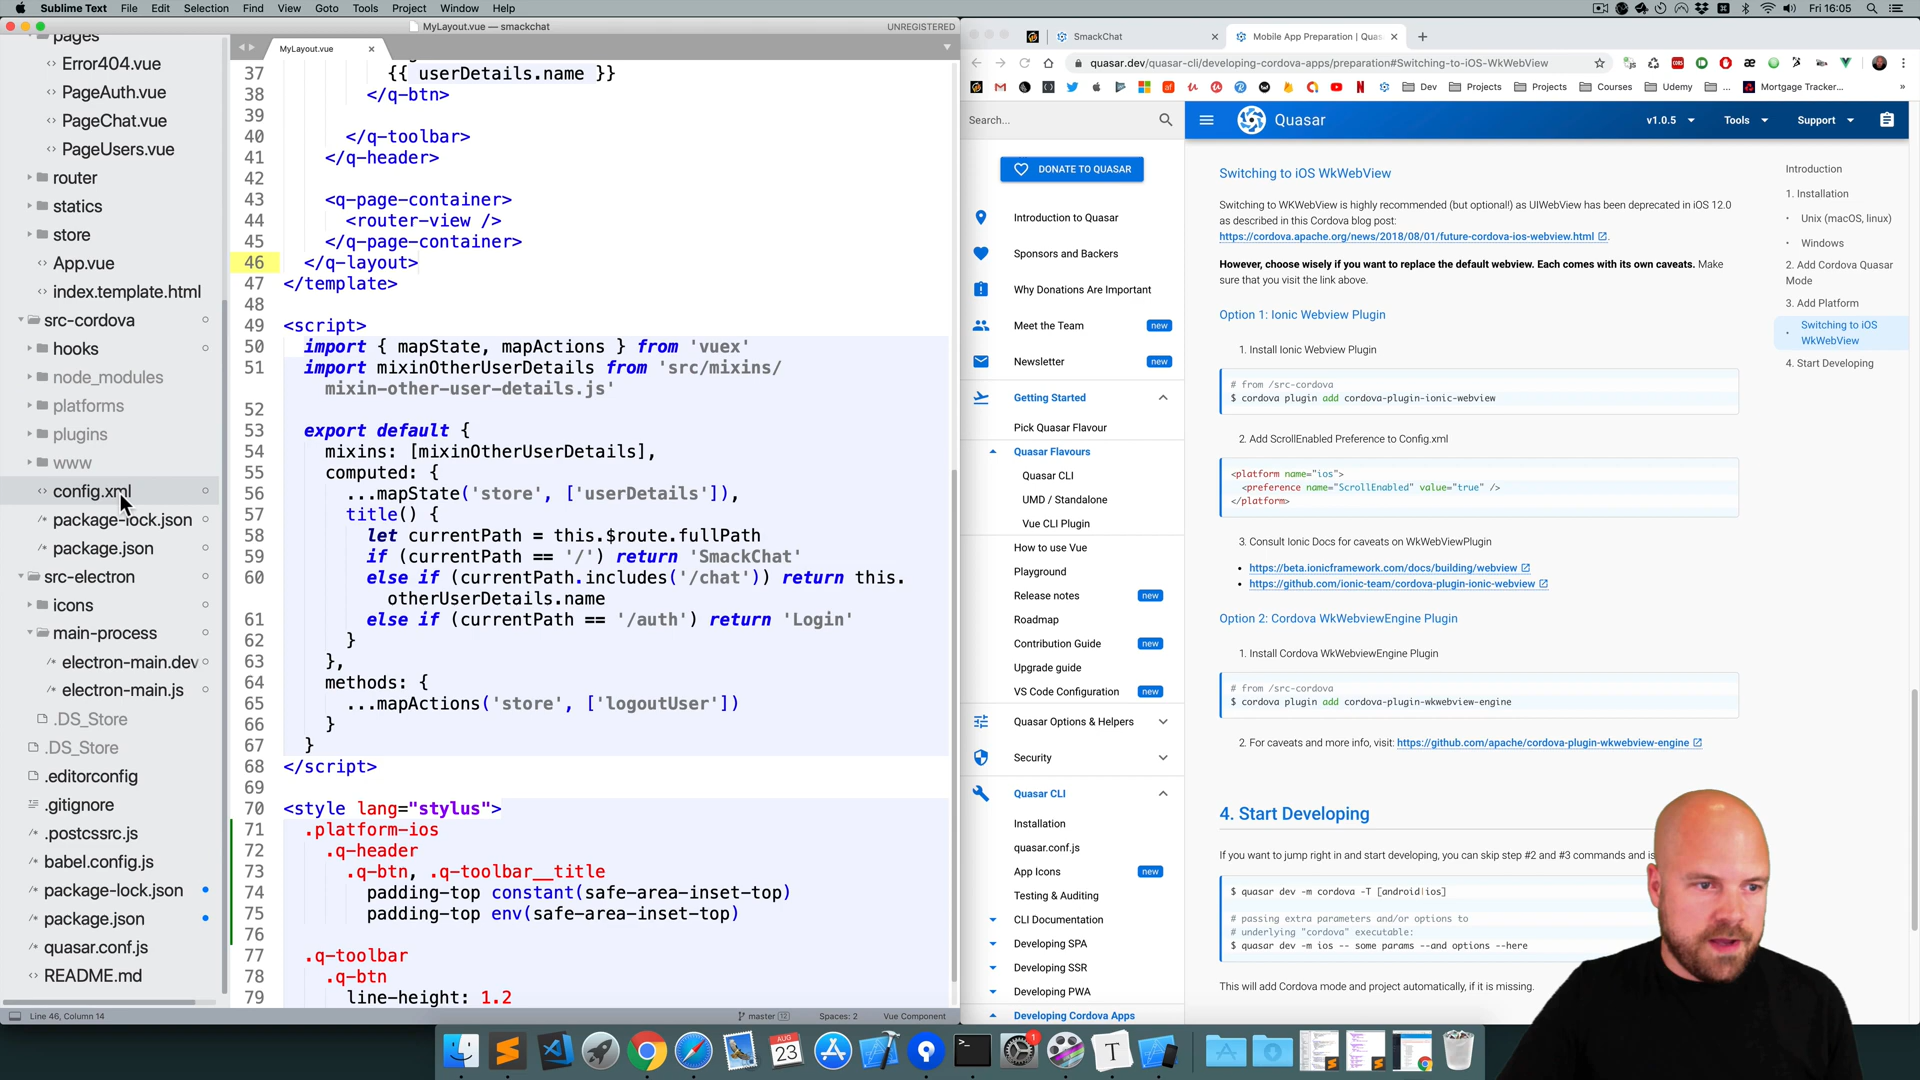 Sublime Text File Edit Selection Find View Goto Tools Project Window Help Fri 16:05
MyLayout.vue — smackchat UNREGISTERED
pages
Error404.vue
PageAuth.vue
PageChat.vue
PageUsers.vue
router
statics
store
App.vue
index.template.html
src-cordova
hooks
node_modules
platforms
plugins
www
config.xml
package-lock.json
package.json
src-electron
icons
main-process
electron-main.dev
electron-main.js
.DS_Store
.DS_Store
.editorconfig
.gitignore
.postcssrc.js
babel.config.js
package-lock.json
package.json
quasar.conf.js
README.md
MyLayout.vue
37 {{ userDetails.name }}
38 </q-btn>
39
40 </q-toolbar>
41 </q-header>
42
43 <q-page-container>
44 <router-view />
45 </q-page-container>
46 </q-layout>
47 </template>
48
49 <script>
50 import { mapState, mapActions } from 'vuex'
51 import mixinOtherUserDetails from 'src/mixins/
mixin-other-user-details.js'
52
53 export default {
54 mixins: [mixinOtherUserDetails],
55 computed: {
56 ...mapState('store', ['userDetails']),
57 title() {
58 let currentPath = this.$route.fullPath
59 if (currentPath == '/') return 'SmackChat'
60 else if (currentPath.includes('/chat')) return this.
otherUserDetails.name
61 else if (currentPath == '/auth') return 'Login'
62 }
63 },
64 methods: {
65 ...mapActions('store', ['logoutUser'])
66 }
67 }
68 </script>
69
70 <style lang="stylus">
71 .platform-ios
72 .q-header
73 .q-btn, .q-toolbar__title
74 padding-top constant(safe-area-inset-top)
75 padding-top env(safe-area-inset-top)
76
77 .q-toolbar
78 .q-btn
79 line-height: 1.2
Line 46, Column 14 master 12 Spaces: 2 Vue Component
SmackChat Mobile App Preparation | Quas
quasar.dev/quasar-cli/developing-cordova-apps/preparation#Switching-to-iOS-WkWebView
Dev Projects Projects Courses Udemy ... Mortgage Tracker... »
Search...
Quasar v1.0.5 Tools Support
DONATE TO QUASAR
Introduction to Quasar
Sponsors and Backers
Why Donations Are Important
Meet the Team new
Newsletter new
Getting Started
Pick Quasar Flavour
Quasar Flavours
Quasar CLI
UMD / Standalone
Vue CLI Plugin
How to use Vue
Playground
Release notes new
Roadmap
Contribution Guide new
Upgrade guide
VS Code Configuration new
Quasar Options & Helpers
Security
Quasar CLI
Installation
quasar.conf.js
App Icons new
Testing & Auditing
CLI Documentation
Developing SPA
Developing SSR
Developing PWA
Developing Cordova Apps
Switching to iOS WkWebView
Switching to WKWebView is highly recommended (but optional!) as UIWebView has been deprecated in iOS 12.0
as described in this Cordova blog post:
https://cordova.apache.org/news/2018/08/01/future-cordova-ios-webview.html .
However, choose wisely if you want to replace the default webview. Each comes with its own caveats. Make
sure that you visit the link above.
Option 1: Ionic Webview Plugin
1. Install Ionic Webview Plugin
# from /src-cordova
$ cordova plugin add cordova-plugin-ionic-webview
2. Add ScrollEnabled Preference to Config.xml
<platform name="ios">
<preference name="ScrollEnabled" value="true" />
</platform>
3. Consult Ionic Docs for caveats on WkWebViewPlugin
• https://beta.ionicframework.com/docs/building/webview
• https://github.com/ionic-team/cordova-plugin-ionic-webview
Option 2: Cordova WkWebviewEngine Plugin
1. Install Cordova WkWebviewEngine Plugin
# from /src-cordova
$ cordova plugin add cordova-plugin-wkwebview-engine
2. For caveats and more info, visit: https://github.com/apache/cordova-plugin-wkwebview-engine
4. Start Developing
If you want to jump right in and start developing, you can skip step #2 and #3 commands and is
$ quasar dev -m cordova -T [android|ios]
# passing extra parameters and/or options to
# underlying "cordova" executable:
$ quasar dev -m ios -- some params --and options --here
This will add Cordova mode and project automatically, if it is missing.
Introduction
1. Installation
• Unix (macOS, linux)
• Windows
2. Add Cordova Quasar
Mode
3. Add Platform
• Switching to iOS
WkWebView
4. Start Developing
AUG
23
1
T